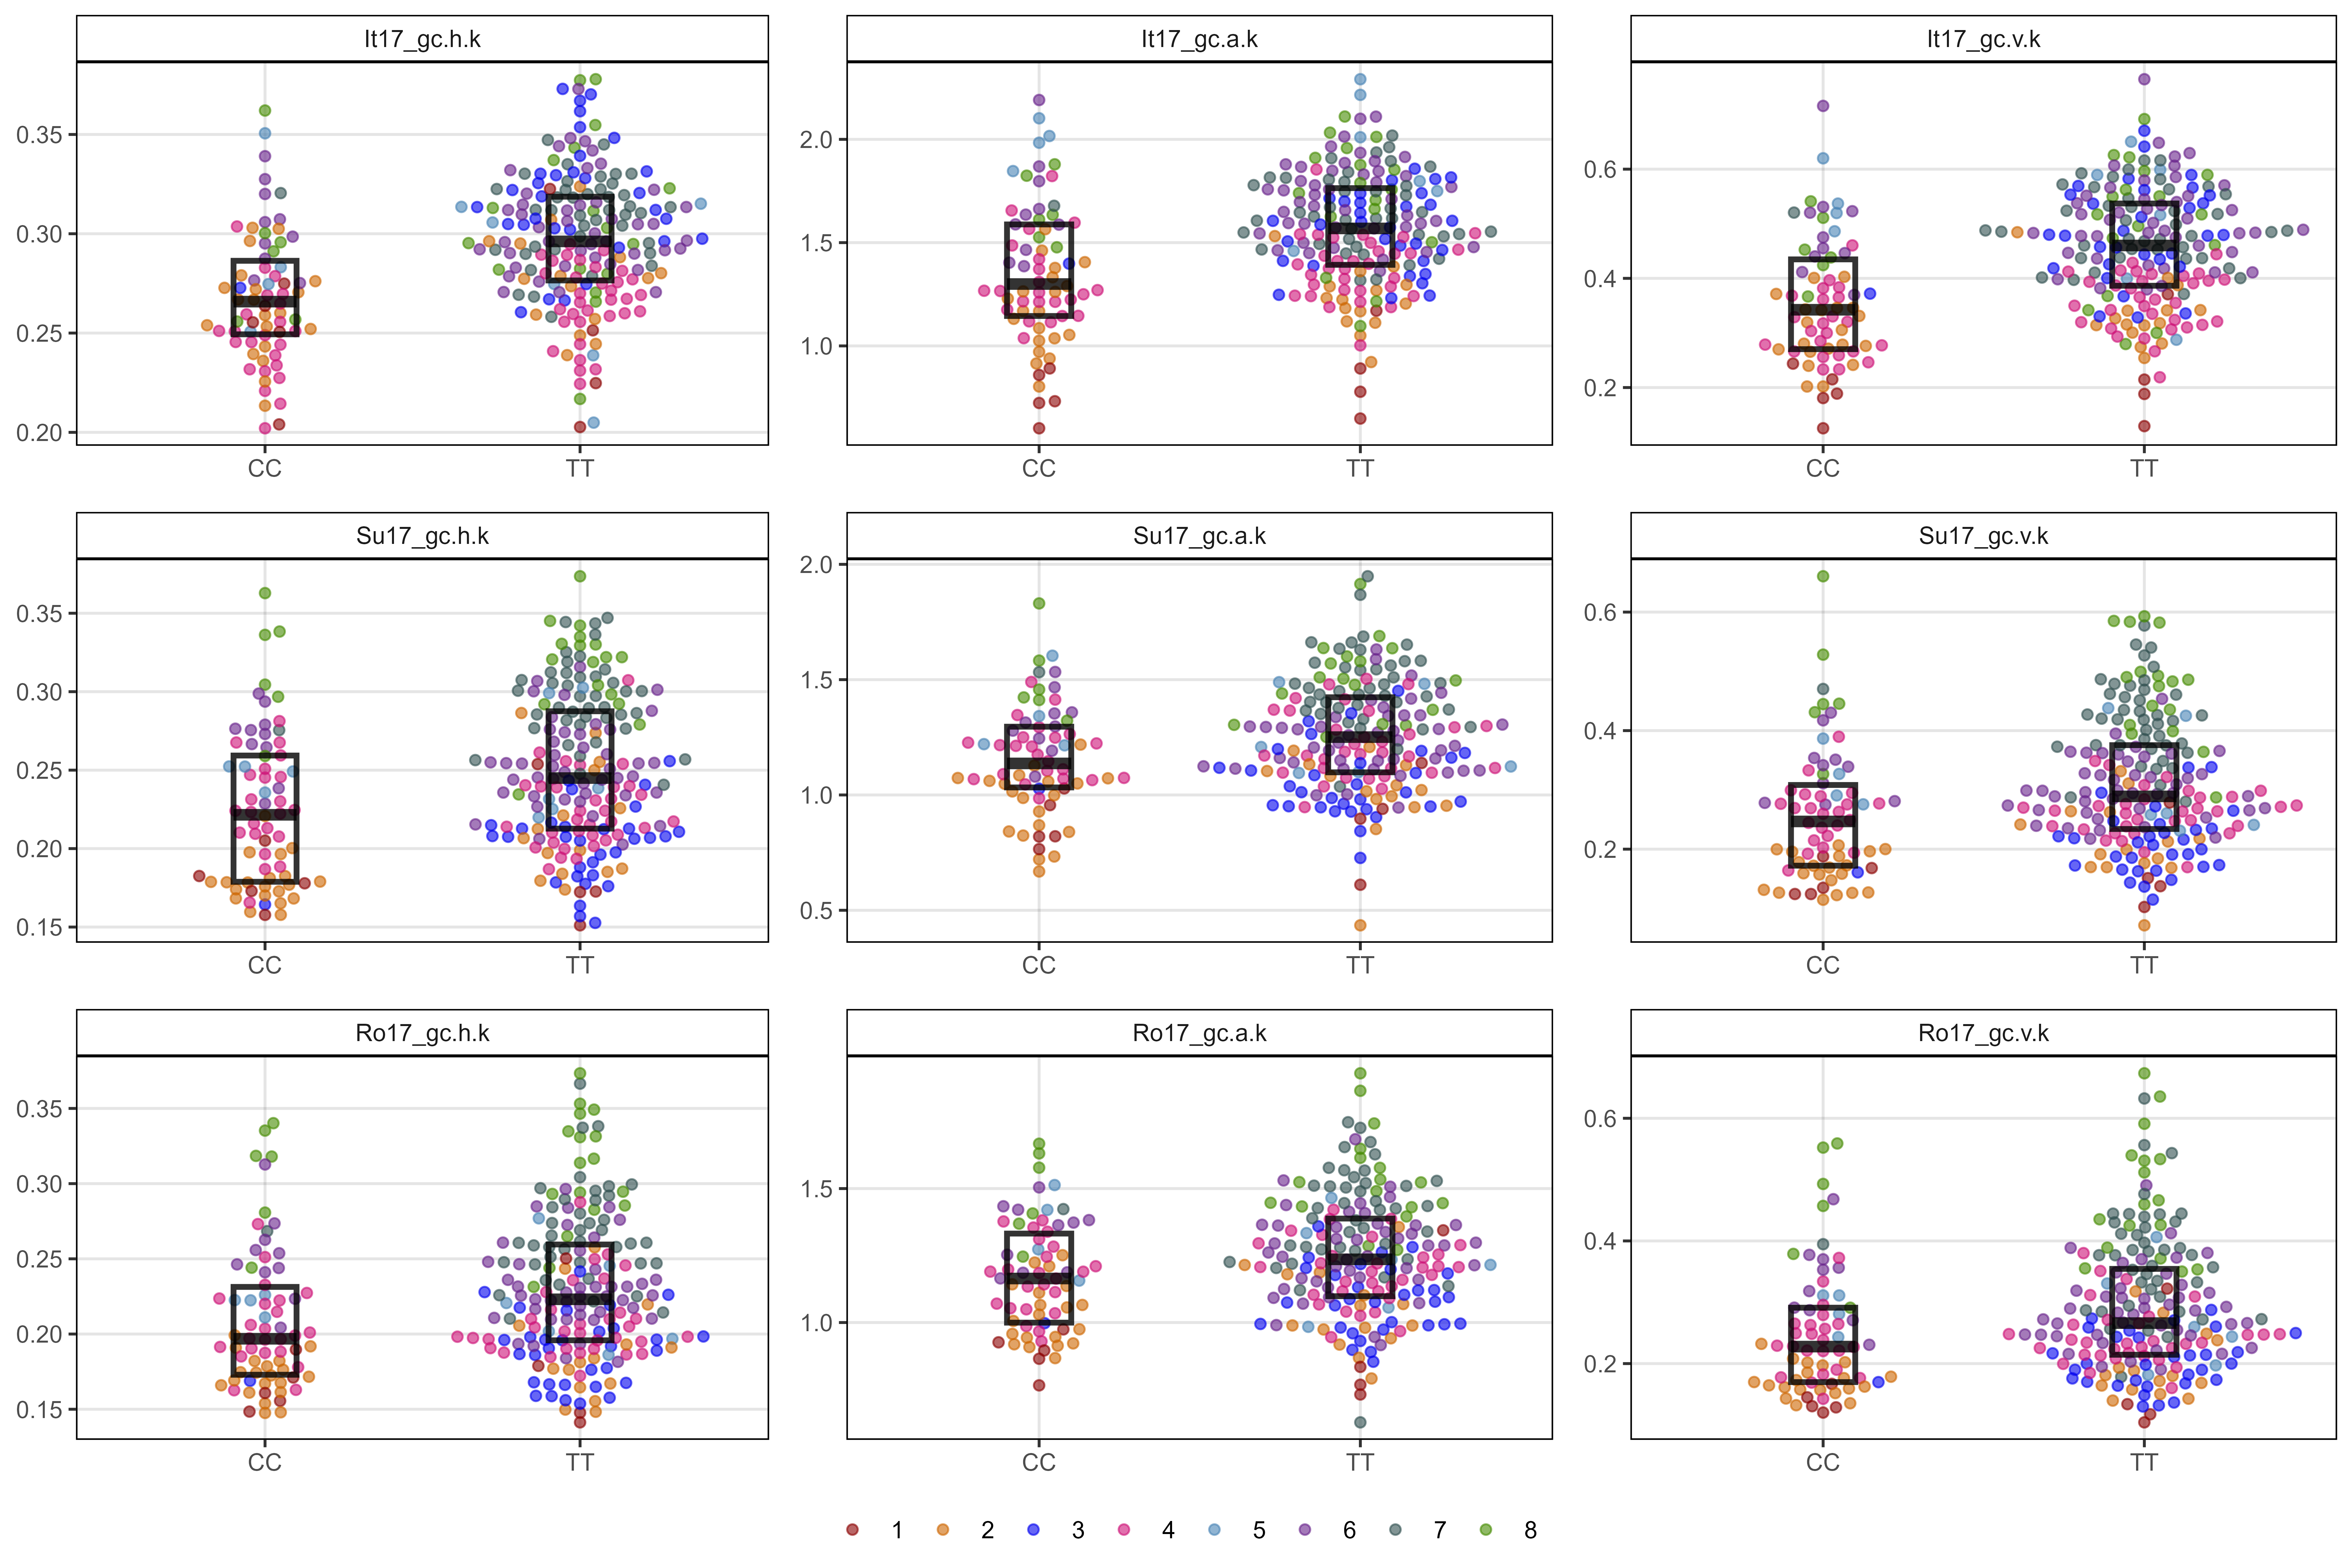 It17_gc.h.k It17_gc.a.k It17_gc.v.k
0.35 2.0 0.6
0.30 1.5 0.4
0.25 1.0 0.2
0.20
CC TT CC TT CC TT
Su17_gc.h.k Su17_gc.a.k Su17_gc.v.k
0.35 2.0 0.6
0.30 1.5 0.4
0.25 1.0 0.2
0.20 0.5
0.15
CC TT CC TT CC TT
Ro17_gc.h.k Ro17_gc.a.k Ro17_gc.v.k
0.35 1.5 0.6
0.30 1.0 0.4
0.25 0.2
0.20
0.15
CC TT CC TT CC TT
1 2 3 4 5 6 7 8